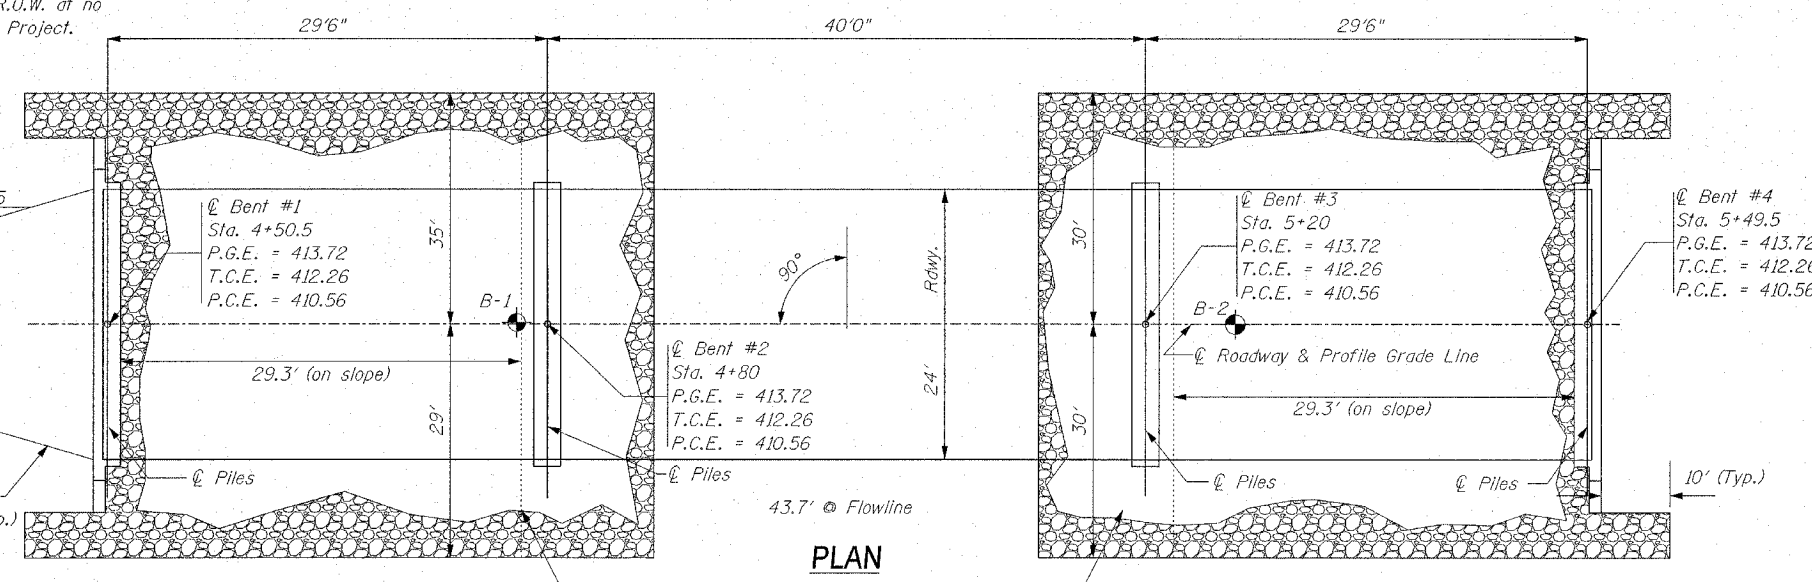 R.O.W. at no
Project.
29'6"
40'0"
29'6"
5
℄ Bent #1
Sta. 4+50.5
P.G.E. = 413.72
T.C.E. = 412.26
P.C.E. = 410.56
35'
B-1
90°
Rdwy.
30'
℄ Bent #3
Sta. 5+20
P.G.E. = 413.72
T.C.E. = 412.26
P.C.E. = 410.56
B-2
℄ Bent #4
Sta. 5+49.5
P.G.E. = 413.72
T.C.E. = 412.26
P.C.E. = 410.56
29.3' (on slope)
29'
℄ Bent #2
Sta. 4+80
P.G.E. = 413.72
T.C.E. = 412.26
P.C.E. = 410.56
24'
30'
℄ Roadway & Profile Grade Line
29.3' (on slope)
℄ Piles
℄ Piles
℄ Piles
℄ Piles
10' (Typ.)
p.)
43.7' @ Flowline
PLAN